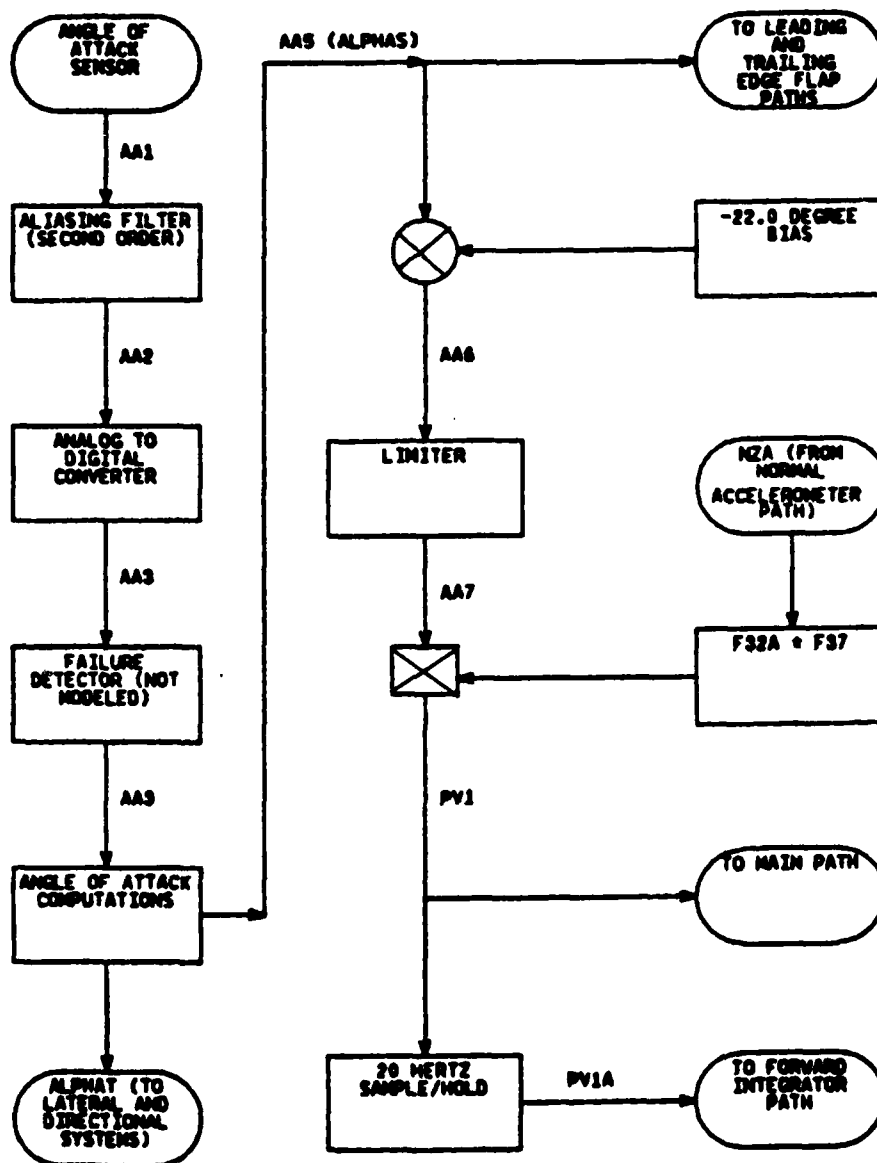 ANGLE OF
ATTACK
SENSOR
AA1
ALIASING FILTER
(SECOND ORDER)
AA2
ANALOG TO
DIGITAL
CONVERTER
AA3
FAILURE
DETECTOR (NOT
MODELED)
AA3
ANGLE OF ATTACK
COMPUTATIONS
ALPHAT (TO
LATERAL AND
DIRECTIONAL
SYSTEMS)
AA5 (ALPHAS)
TO LEADING
AND
TRAILING
EDGE FLAP
PATHS
-22.0 DEGREE
BIAS
AA6
LIMITER
NZA (FROM
NORMAL
ACCELEROMETER
PATH)
AA7
F32A * F37
PV1
TO MAIN PATH
20 HERTZ
SAMPLE/HOLD
PV1A
TO FORWARD
INTEGRATOR
PATH